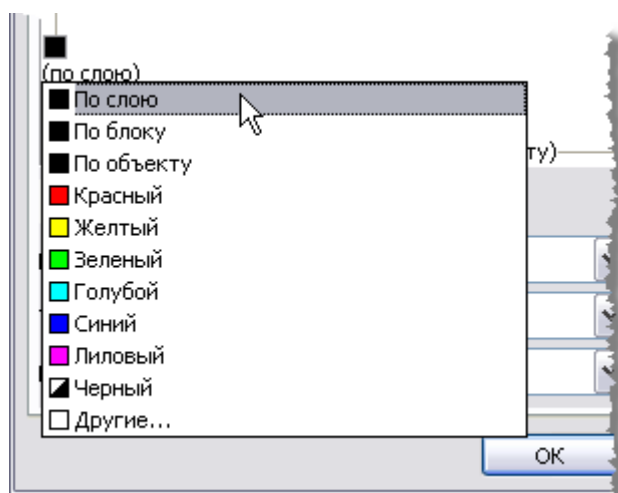 (по слою)
По слою
По блоку
По объекту
ту)
Красный
Желтый
Зеленый
Голубой
Синий
Лиловый
Черный
Другие...
OK